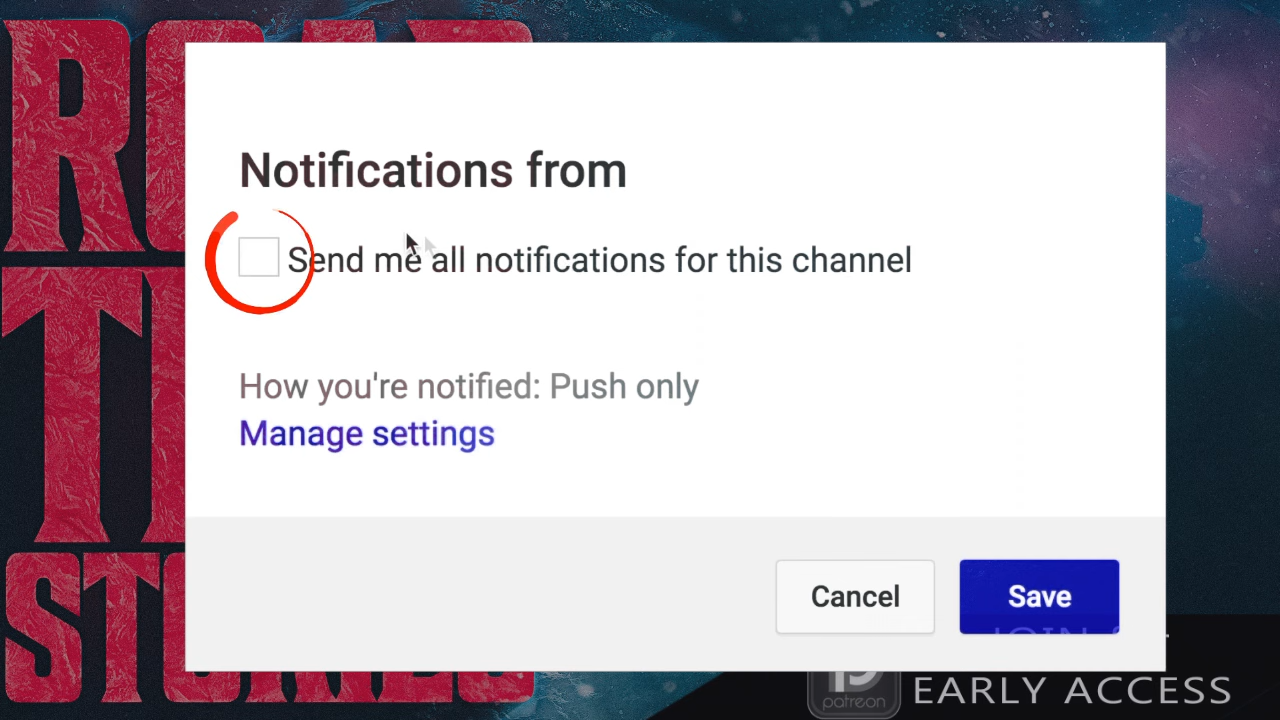 Notifications from
Send me all notifications for this channel
How you're notified: Push only
Manage settings
Cancel
Save
patreon
EARLY ACCESS